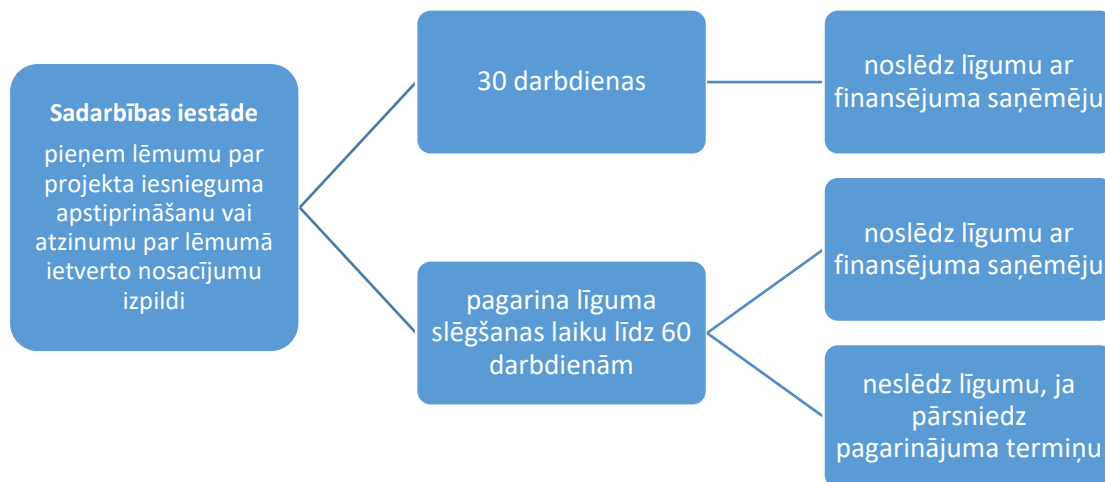 Sadarbības iestāde
pieņem lēmumu par
projekta iesnieguma
apstiprināšanu vai
atzinumu par lēmumā
ietverto nosacījumu
izpildi
30 darbdienas
noslēdz līgumu ar
finansējuma saņēmēju
pagarina līguma
slēgšanas laiku līdz 60
darbdienām
noslēdz līgumu ar
finansējuma saņēmēju
neslēdz līgumu, ja
pārsniedz
pagarinājuma termiņu